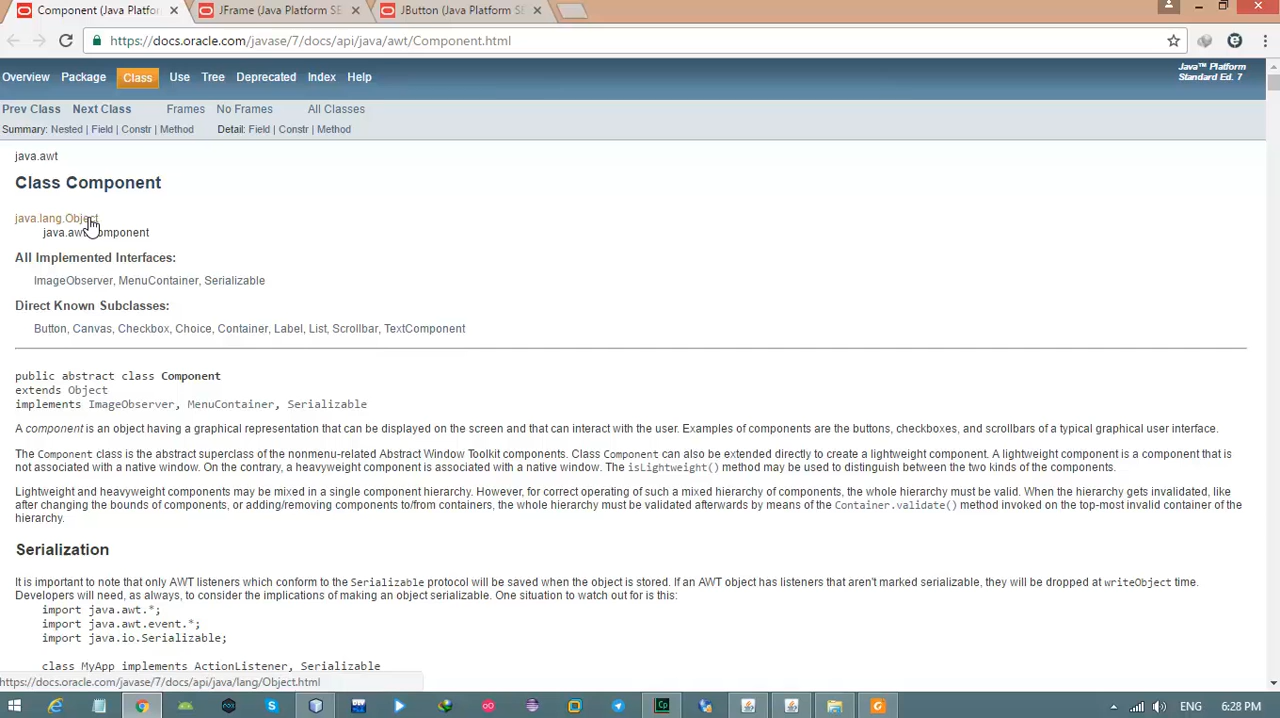 Component (Java Platfor
JFrame (Java Platform SE
JButton (Java Platform SE
https://docs.oracle.com/javase/7/docs/api/java/awt/Component.html
Overview Package Class Use Tree Deprecated Index Help
Java™ Platform
Standard Ed. 7
Prev Class Next Class Frames No Frames All Classes
Summary: Nested | Field | Constr | Method Detail: Field | Constr | Method
java.awt
Class Component
java.lang.Object
java.awt.Component
All Implemented Interfaces:
ImageObserver, MenuContainer, Serializable
Direct Known Subclasses:
Button, Canvas, Checkbox, Choice, Container, Label, List, Scrollbar, TextComponent
public abstract class Component
extends Object
implements ImageObserver, MenuContainer, Serializable
A component is an object having a graphical representation that can be displayed on the screen and that can interact with the user. Examples of components are the buttons, checkboxes, and scrollbars of a typical graphical user interface.
The Component class is the abstract superclass of the nonmenu-related Abstract Window Toolkit components. Class Component can also be extended directly to create a lightweight component. A lightweight component is a component that is
not associated with a native window. On the contrary, a heavyweight component is associated with a native window. The isLightweight() method may be used to distinguish between the two kinds of the components.
Lightweight and heavyweight components may be mixed in a single component hierarchy. However, for correct operating of such a mixed hierarchy of components, the whole hierarchy must be valid. When the hierarchy gets invalidated, like
after changing the bounds of components, or adding/removing components to/from containers, the whole hierarchy must be validated afterwards by means of the Container.validate() method invoked on the top-most invalid container of the
hierarchy.
Serialization
It is important to note that only AWT listeners which conform to the Serializable protocol will be saved when the object is stored. If an AWT object has listeners that aren't marked serializable, they will be dropped at writeObject time.
Developers will need, as always, to consider the implications of making an object serializable. One situation to watch out for is this:
import java.awt.*;
import java.awt.event.*;
import java.io.Serializable;
class MyApp implements ActionListener, Serializable
https://docs.oracle.com/javase/7/docs/api/java/lang/Object.html
ENG 6:28 PM